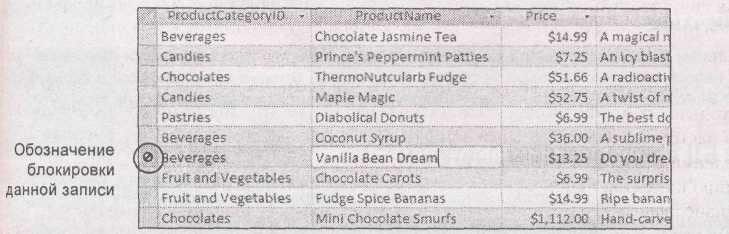 ProductCategoryID ProductName Price
Beverages Chocolate Jasmine Tea $14.99 A magical
Candies Prince's Peppermint Patties $7.25 An icy blast
Chocolates ThermoNutcularb Fudge $51.66 A radioactiv
Candies Maple Magic $52.75 A twist of
Pastries Diabolical Donuts $6.99 The best do
Beverages Coconut Syrup $36.00 A sublime
Beverages Vanilla Bean Dream $13.25 Do you drea
Fruit and Vegetables Chocolate Carots $6.99 The surpris
Fruit and Vegetables Fudge Spice Bananas $14.99 Ripe banan
Chocolates Mini Chocolate Smurfs $1,112.00 Hand-carve
Обозначение
блокировки
данной записи